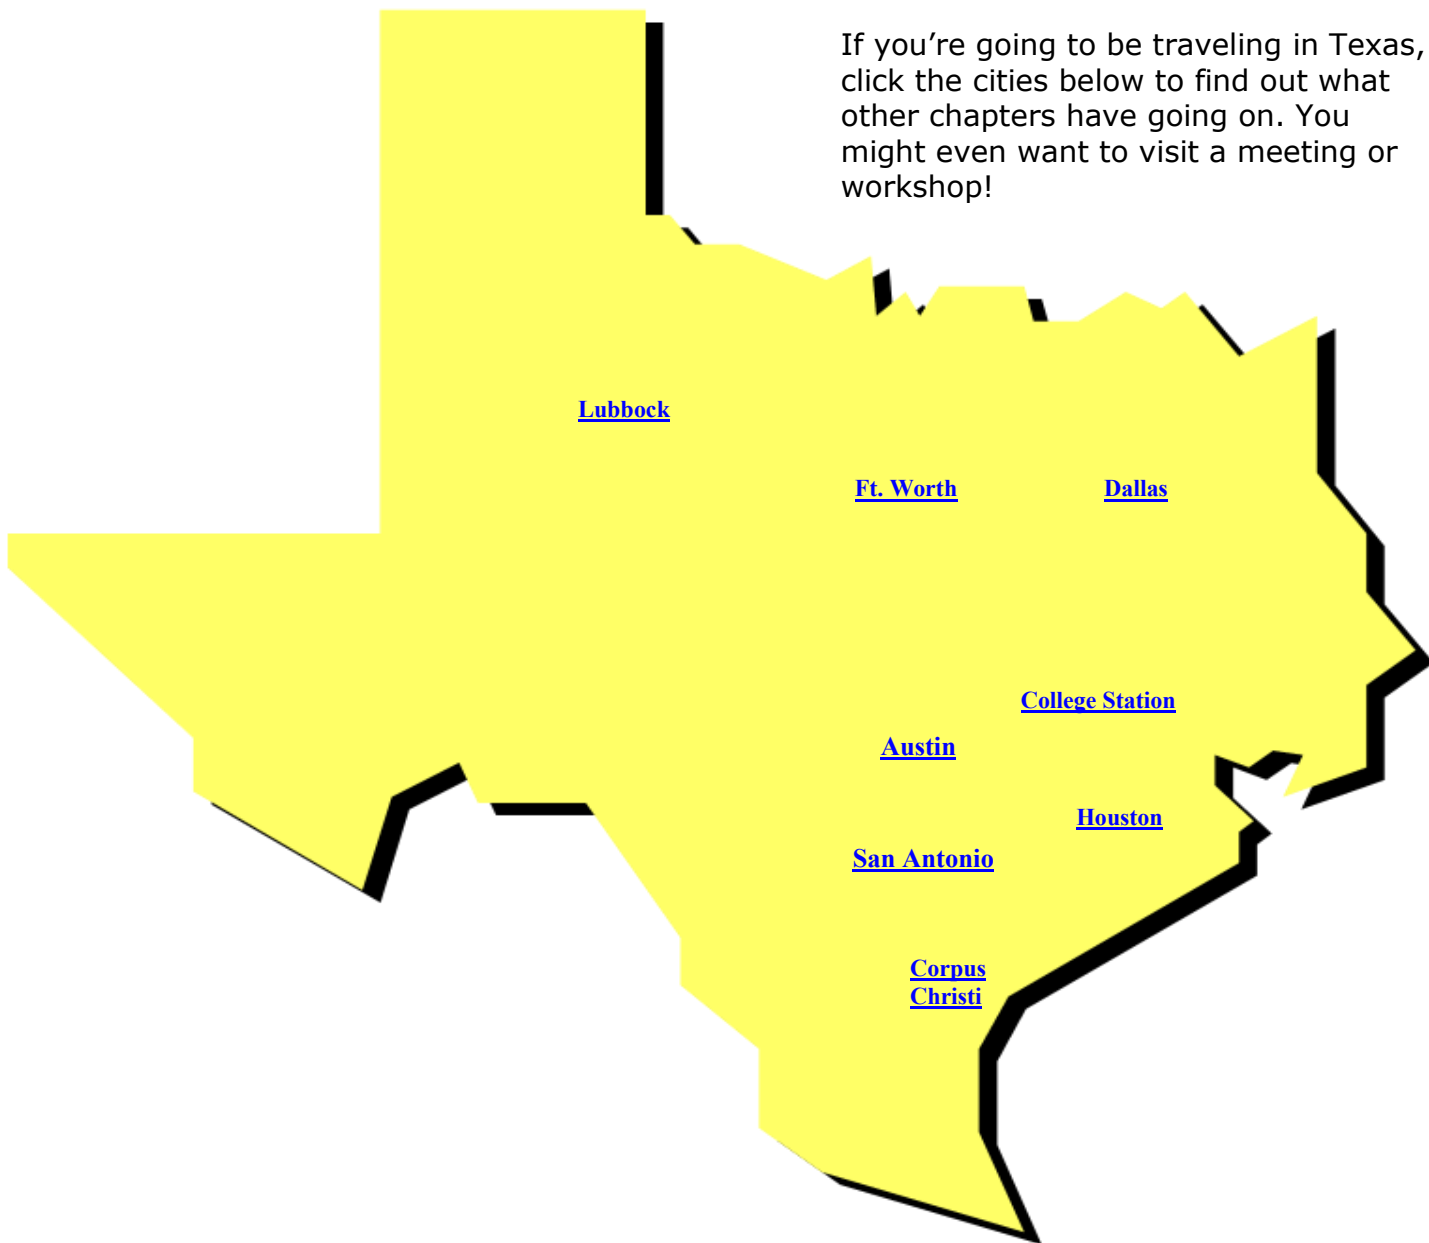 If you’re going to be traveling in Texas,
click the cities below to find out what
other chapters have going on. You
might even want to visit a meeting or
workshop!
Lubbock
Ft. Worth
Dallas
College Station
Austin
Houston
San Antonio
Corpus
Christi